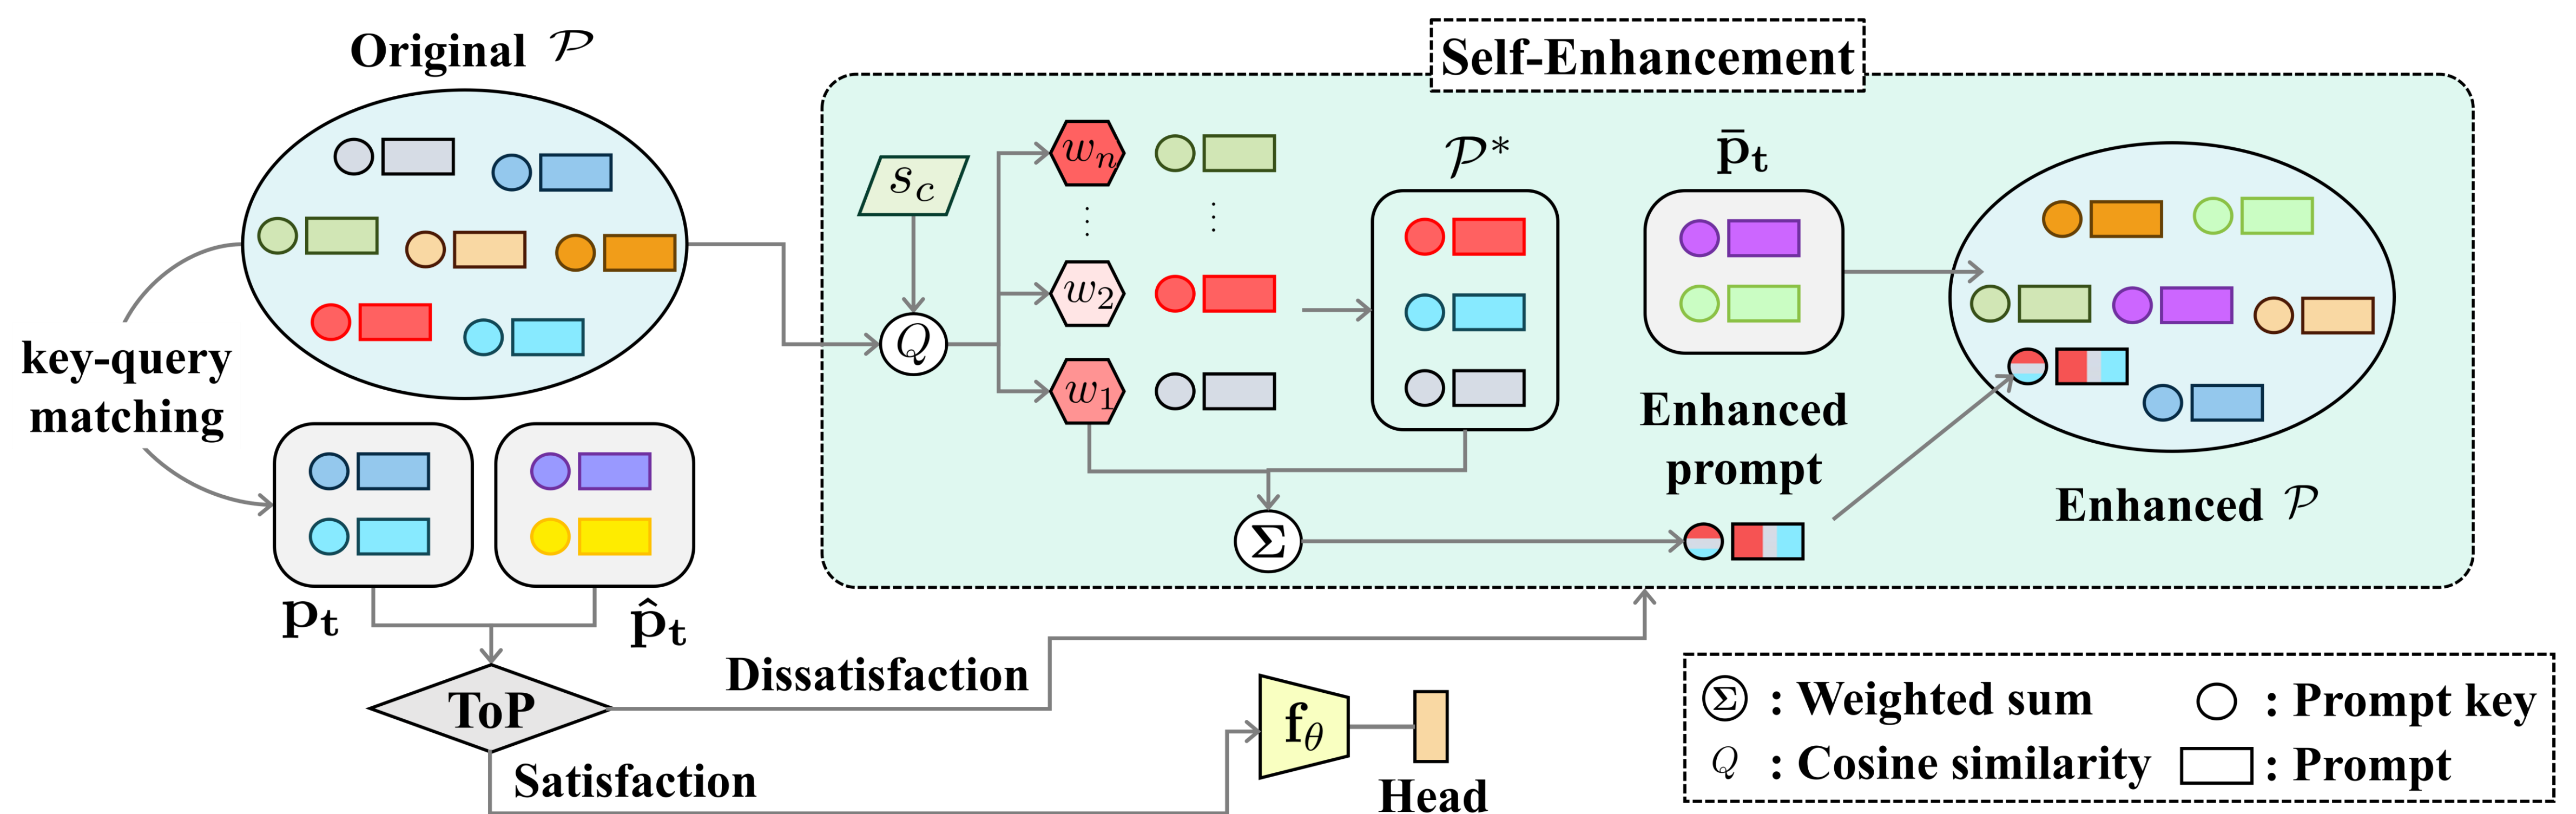 Original 𝒫
key-query
matching
p_t
p̂_t
ToP
Dissatisfaction
Satisfaction
f_θ
Head
Self-Enhancement
s_c
Q
w_n
⋮
⋮
w_2
w_1
𝒫*
Σ
p̄_t
Enhanced
prompt
Enhanced 𝒫
Σ : Weighted sum
: Prompt key
Q : Cosine similarity
: Prompt